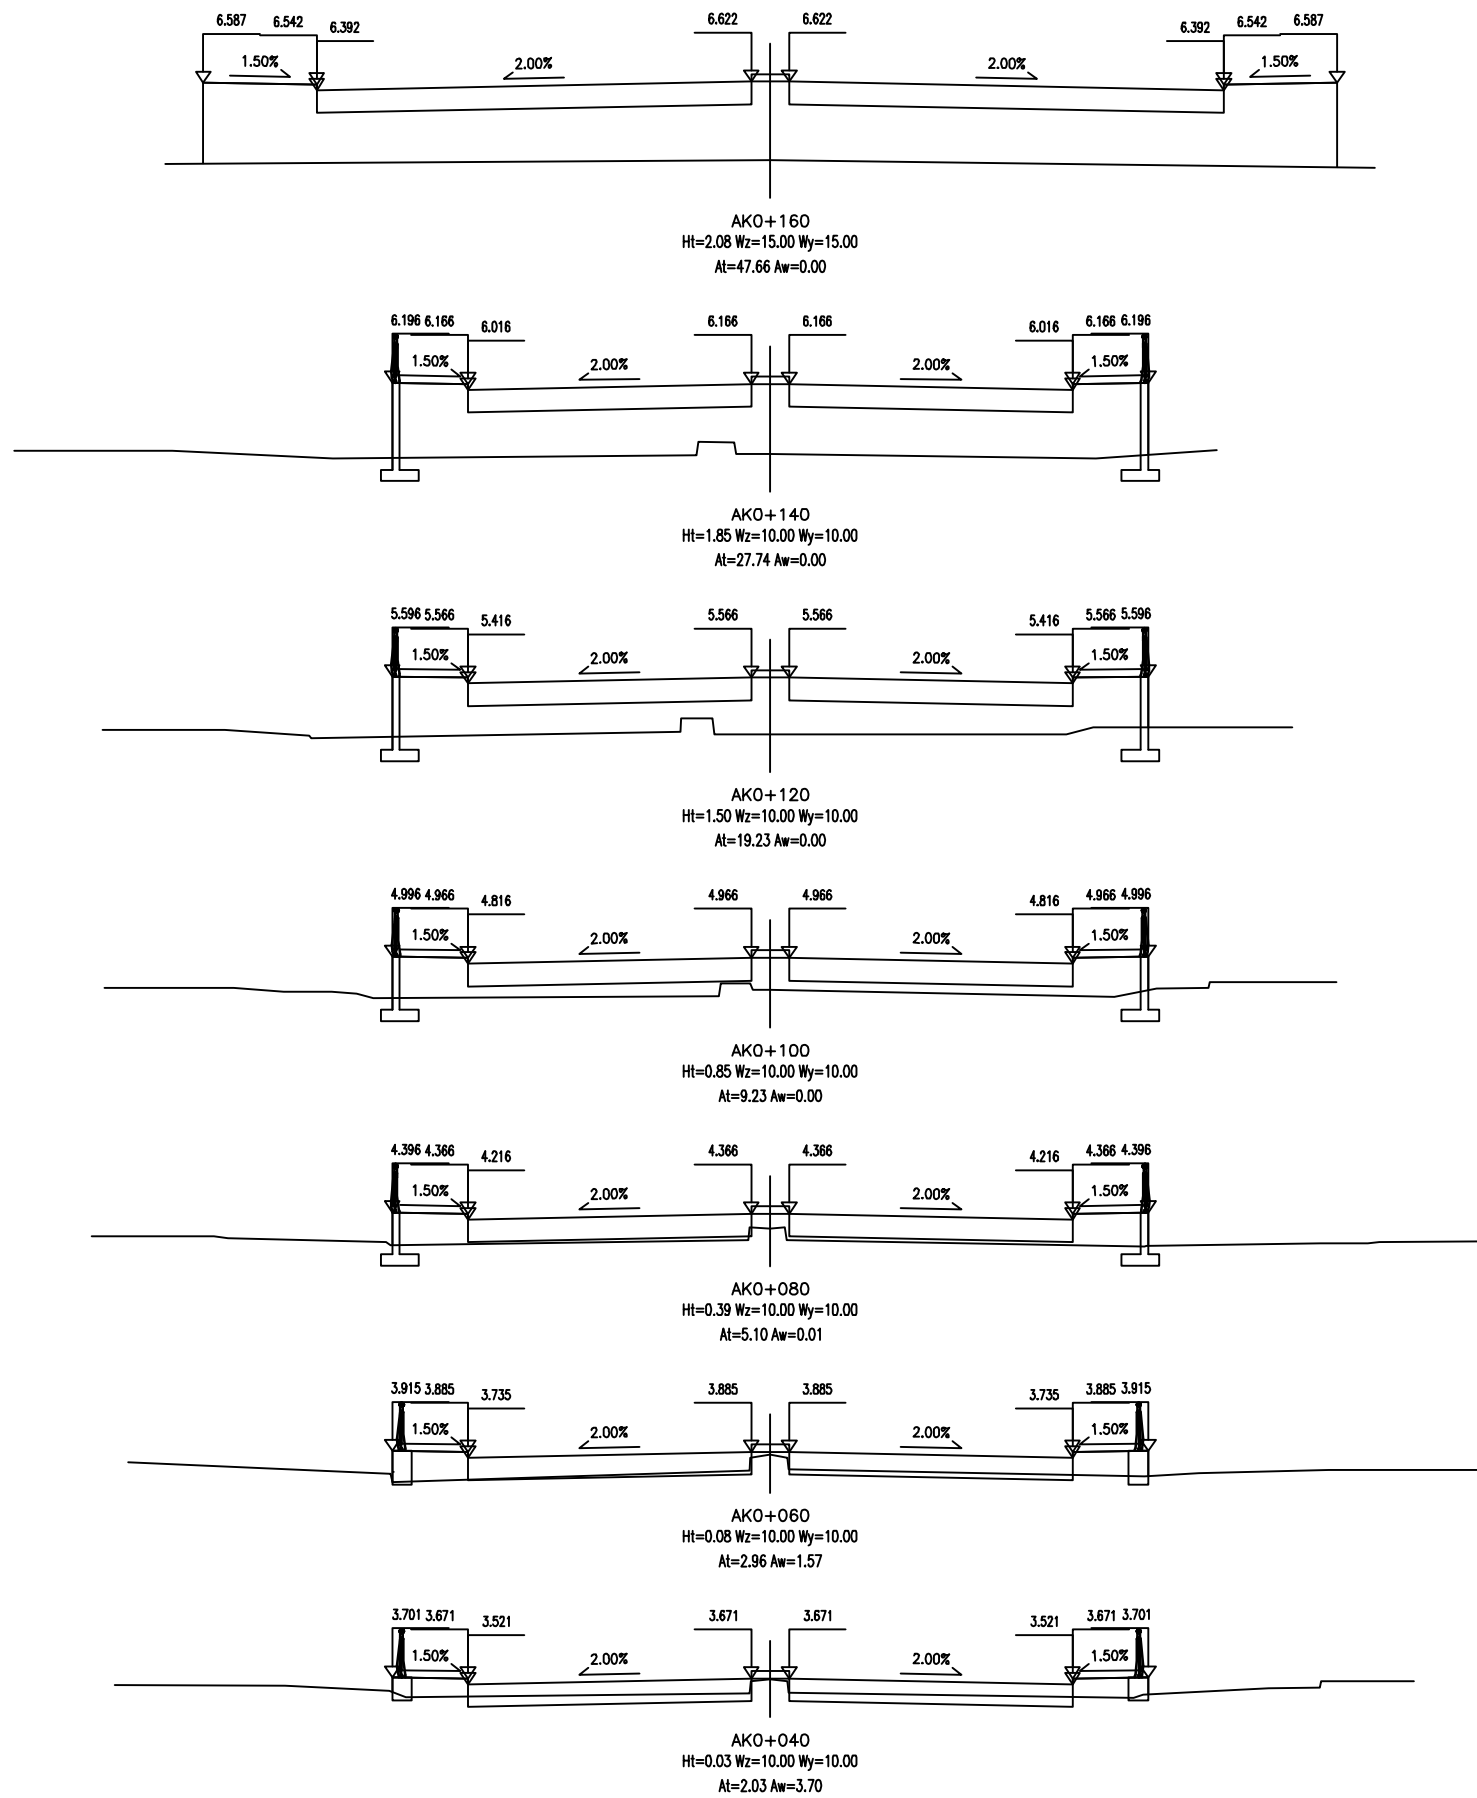 6.587 6.542 6.392 6.622 6.622 6.392 6.542 6.587
1.50% 2.00% 2.00% 1.50%
AK0+160
Ht=2.08 Wz=15.00 Wy=15.00
At=47.66 Aw=0.00
6.196 6.166 6.016 6.166 6.166 6.016 6.166 6.196
1.50% 2.00% 2.00% 1.50%
AK0+140
Ht=1.85 Wz=10.00 Wy=10.00
At=27.74 Aw=0.00
5.596 5.566 5.416 5.566 5.566 5.416 5.566 5.596
1.50% 2.00% 2.00% 1.50%
AK0+120
Ht=1.50 Wz=10.00 Wy=10.00
At=19.23 Aw=0.00
4.996 4.966 4.816 4.966 4.966 4.816 4.966 4.996
1.50% 2.00% 2.00% 1.50%
AK0+100
Ht=0.85 Wz=10.00 Wy=10.00
At=9.23 Aw=0.00
4.396 4.366 4.216 4.366 4.366 4.216 4.366 4.396
1.50% 2.00% 2.00% 1.50%
AK0+080
Ht=0.39 Wz=10.00 Wy=10.00
At=5.10 Aw=0.01
3.915 3.885 3.735 3.885 3.885 3.735 3.885 3.915
1.50% 2.00% 2.00% 1.50%
AK0+060
Ht=0.08 Wz=10.00 Wy=10.00
At=2.96 Aw=1.57
3.701 3.671 3.521 3.671 3.671 3.521 3.671 3.701
1.50% 2.00% 2.00% 1.50%
AK0+040
Ht=0.03 Wz=10.00 Wy=10.00
At=2.03 Aw=3.70